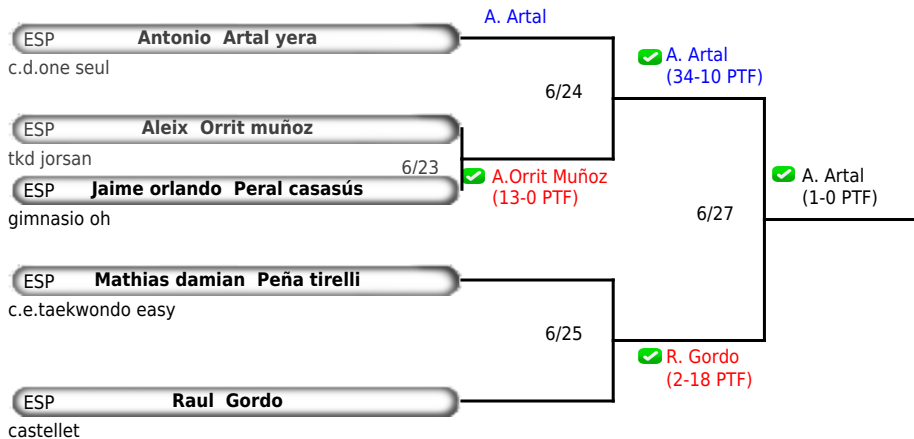 A. Artal
ESP Antonio Artal yera
c.d.one seul
A. Artal
(34-10 PTF)
6/24
ESP Aleix Orrit muñoz
tkd jorsan
6/23
A.Orrit Muñoz
(13-0 PTF)
A. Artal
(1-0 PTF)
ESP Jaime orlando Peral casasús
gimnasio oh
6/27
ESP Mathias damian Peña tirelli
c.e.taekwondo easy
6/25
R. Gordo
(2-18 PTF)
ESP Raul Gordo
castellet